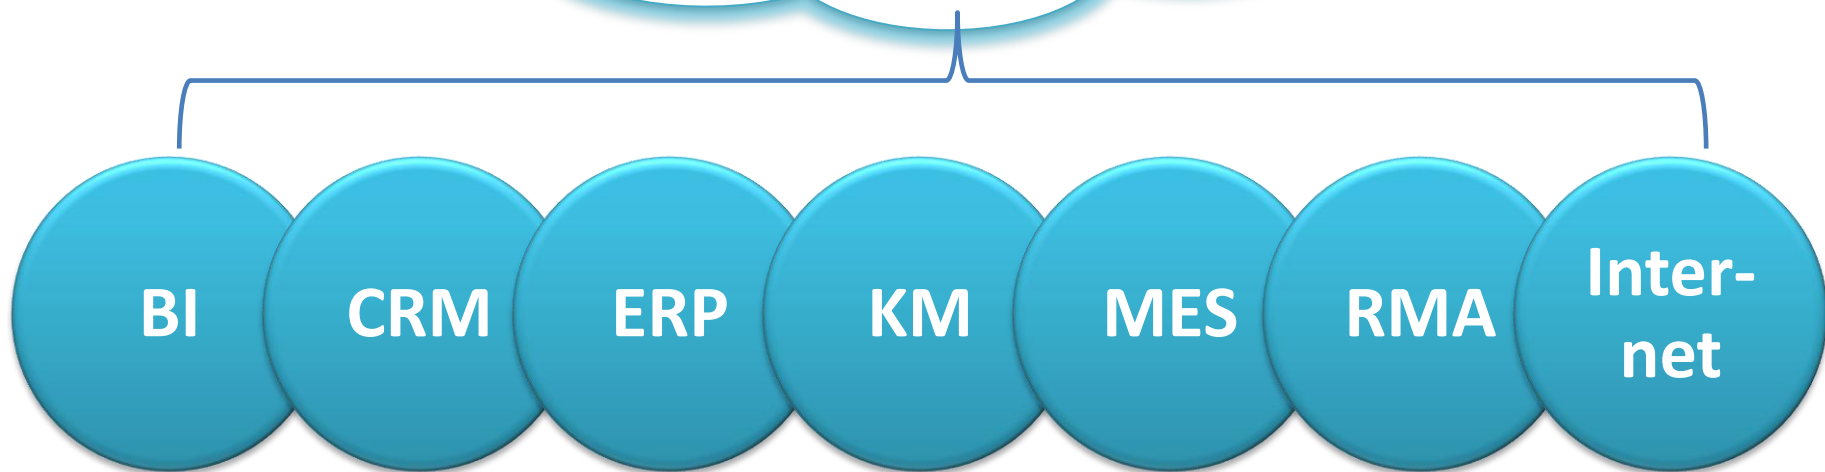 BI
CRM
ERP
KM
MES
RMA
Inter-
net